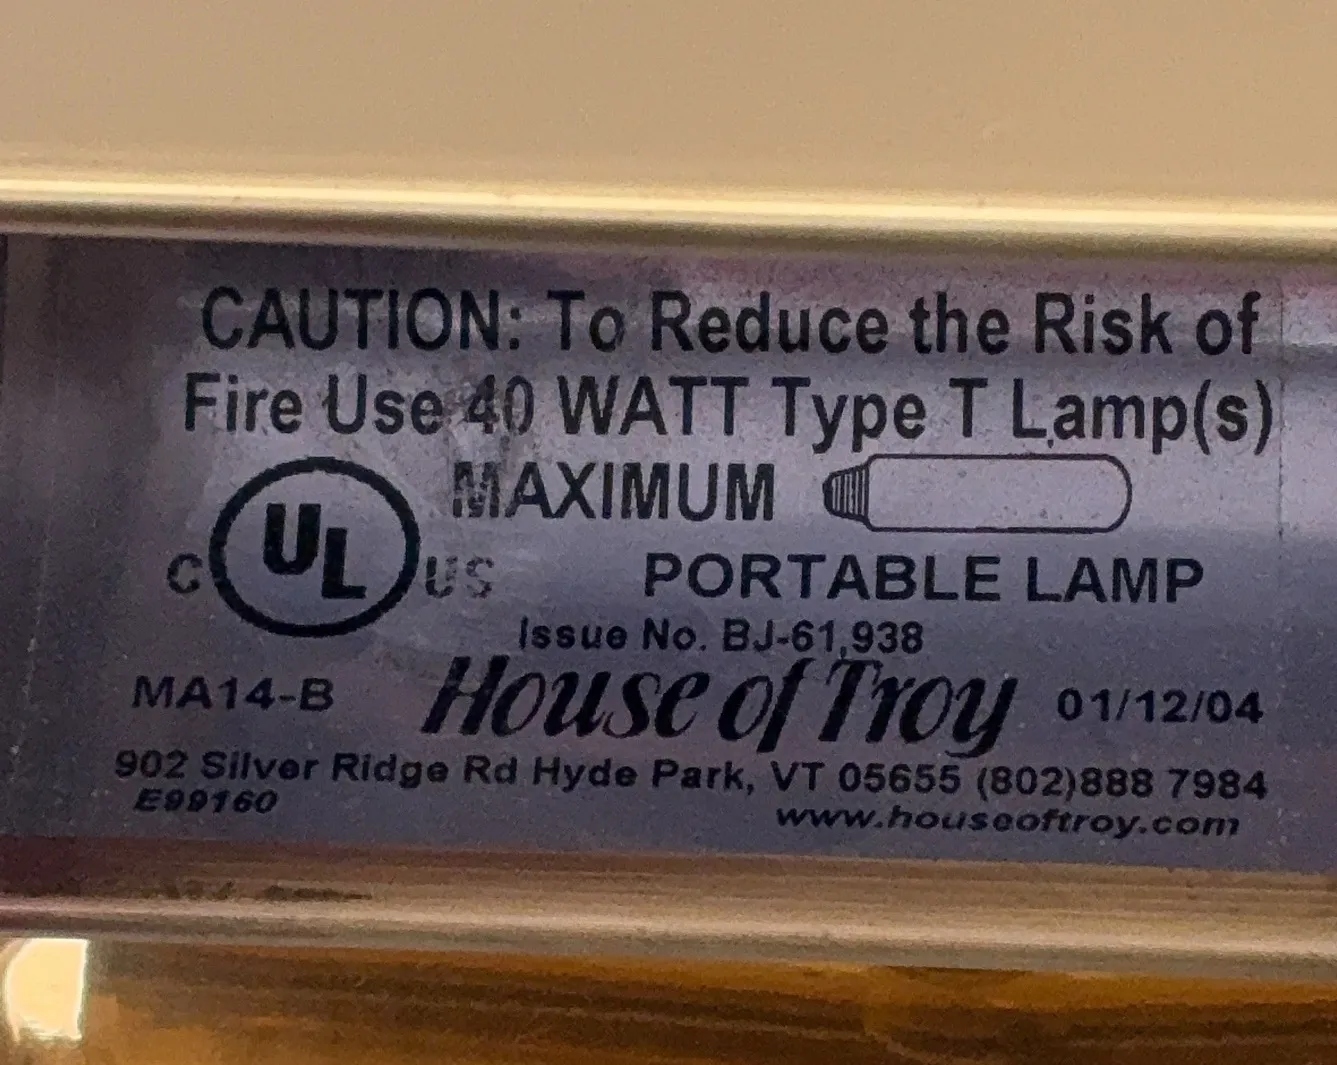 CAUTION: To Reduce the Risk of
Fire Use 40 WATT Type T Lamp(s)
MAXIMUM
C UL US
PORTABLE LAMP
Issue No. BJ-61,938
MA14-B House of Troy 01/12/04
902 Silver Ridge Rd Hyde Park, VT 05655 (802)888 7984
E99160
www.houseoftroy.com